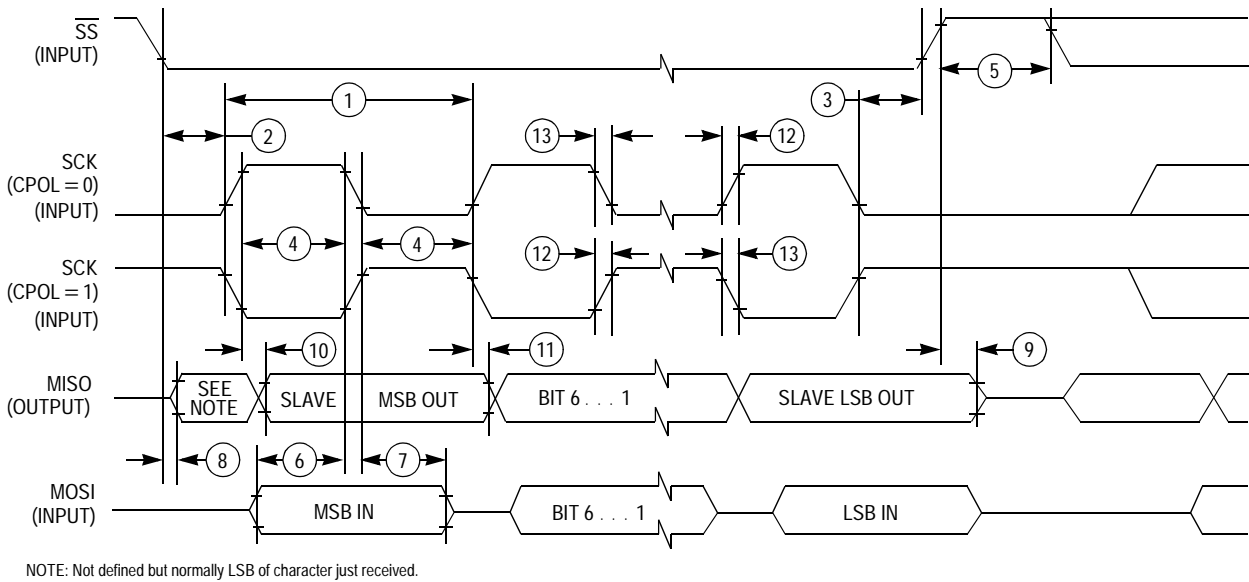 SS
(INPUT)
5
1
3
2
13
12
SCK
(CPOL = 0)
(INPUT)
4
4
SCK
(CPOL = 1)
(INPUT)
12
13
10
11
9
MISO
(OUTPUT)
SEE
NOTE
SLAVE
MSB OUT
BIT 6 . . . 1
SLAVE LSB OUT
8
6
7
MOSI
(INPUT)
MSB IN
BIT 6 . . . 1
LSB IN
NOTE: Not defined but normally LSB of character just received.